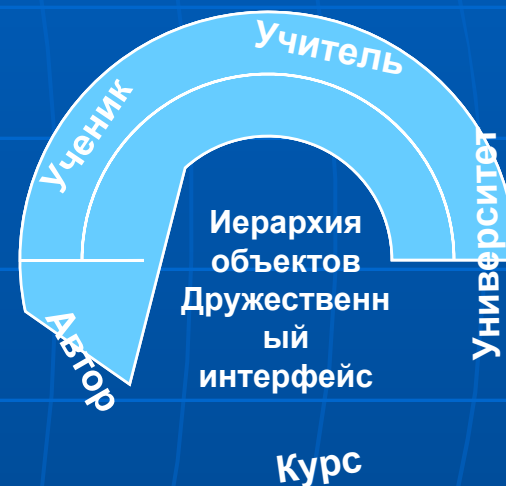 Учитель
Ученик
Университет
Иерархия
объектов
Дружественн
ый
интерфейс
Автор
Курс